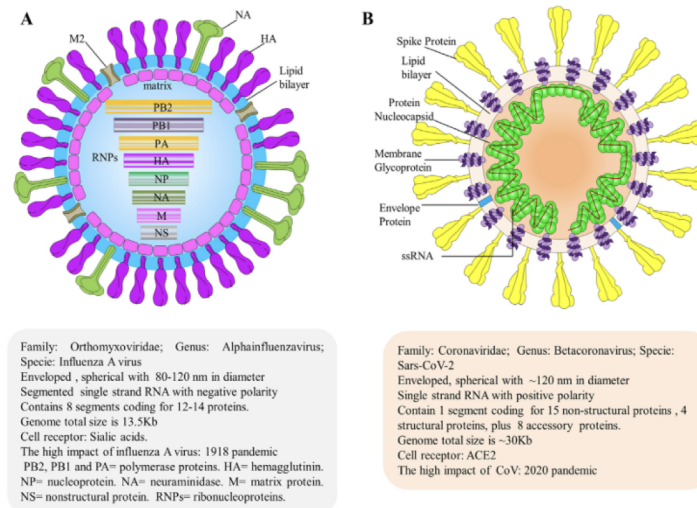 A
NA
M2
HA
matrix
Lipid
bilayer
PB2
PB1
PA
RNPs
HA
NP
NA
M
NS
Family: Orthomyxoviridae; Genus: Alphainfluenzavirus;
Specie: Influenza A virus
Enveloped , spherical with 80-120 nm in diameter
Segmented single strand RNA with negative polarity
Contains 8 segments coding for 12-14 proteins.
Genome total size is 13.5Kb
Cell receptor: Sialic acids.
The high impact of influenza A virus: 1918 pandemic
PB2, PB1 and PA= polymerase proteins. HA= hemagglutinin.
NP= nucleoprotein. NA= neuraminidase. M= matrix protein.
NS= nonstructural protein. RNPs= ribonucleoproteins.
B
Spike Protein
Lipid
bilayer
Protein
Nucleocapsid
Membrane
Glycoprotein
Envelope
Protein
ssRNA
Family: Coronaviridae; Genus: Betacoronavirus; Specie:
Sars-CoV-2
Enveloped, spherical with ~120 nm in diameter
Single strand RNA with positive polarity
Contain 1 segment coding for 15 non-structural proteins , 4
structural proteins, plus 8 accessory proteins.
Genome total size is ~30Kb
Cell receptor: ACE2
The high impact of CoV: 2020 pandemic